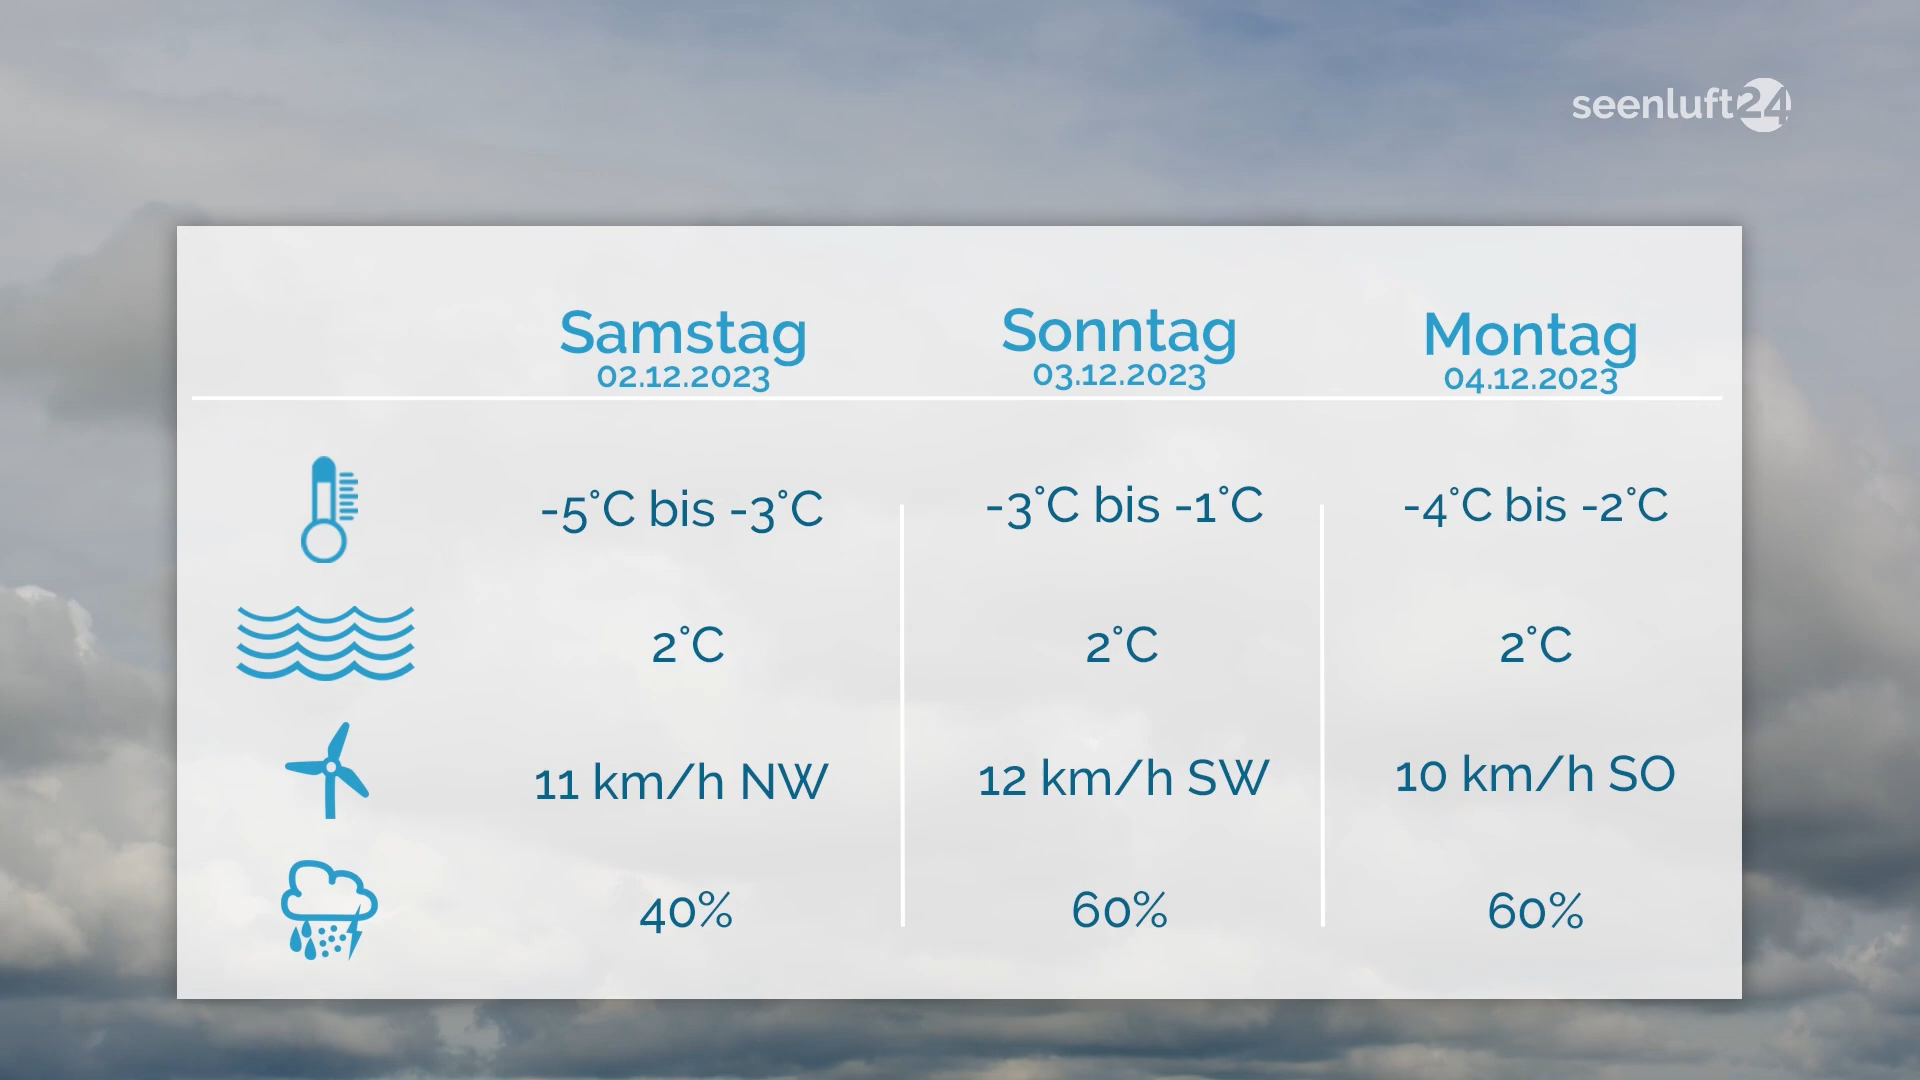 seenluft24
Samstag Sonntag Montag
02.12.2023 03.12.2023 04.12.2023
-5°C bis -3°C -3°C bis -1°C -4°C bis -2°C
2°C 2°C 2°C
11 km/h NW 12 km/h SW 10 km/h SO
40% 60% 60%